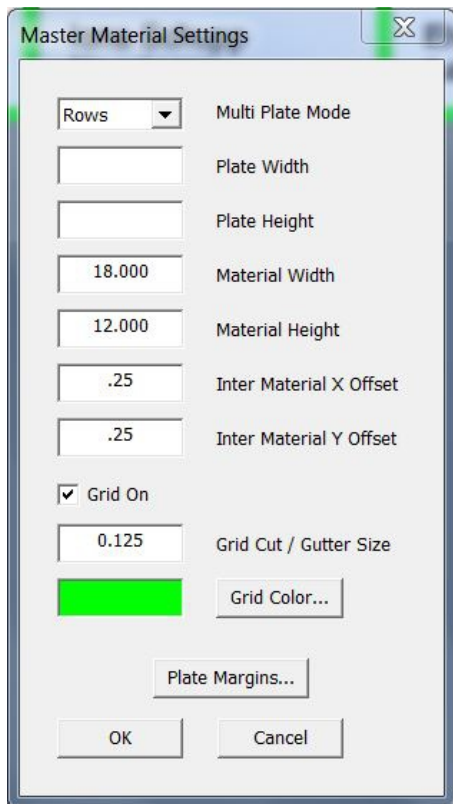 Master Material Settings
Rows Multi Plate Mode
Plate Width
Plate Height
18.000 Material Width
12.000 Material Height
.25 Inter Material X Offset
.25 Inter Material Y Offset
Grid On
0.125 Grid Cut / Gutter Size
Grid Color...
Plate Margins...
OK Cancel